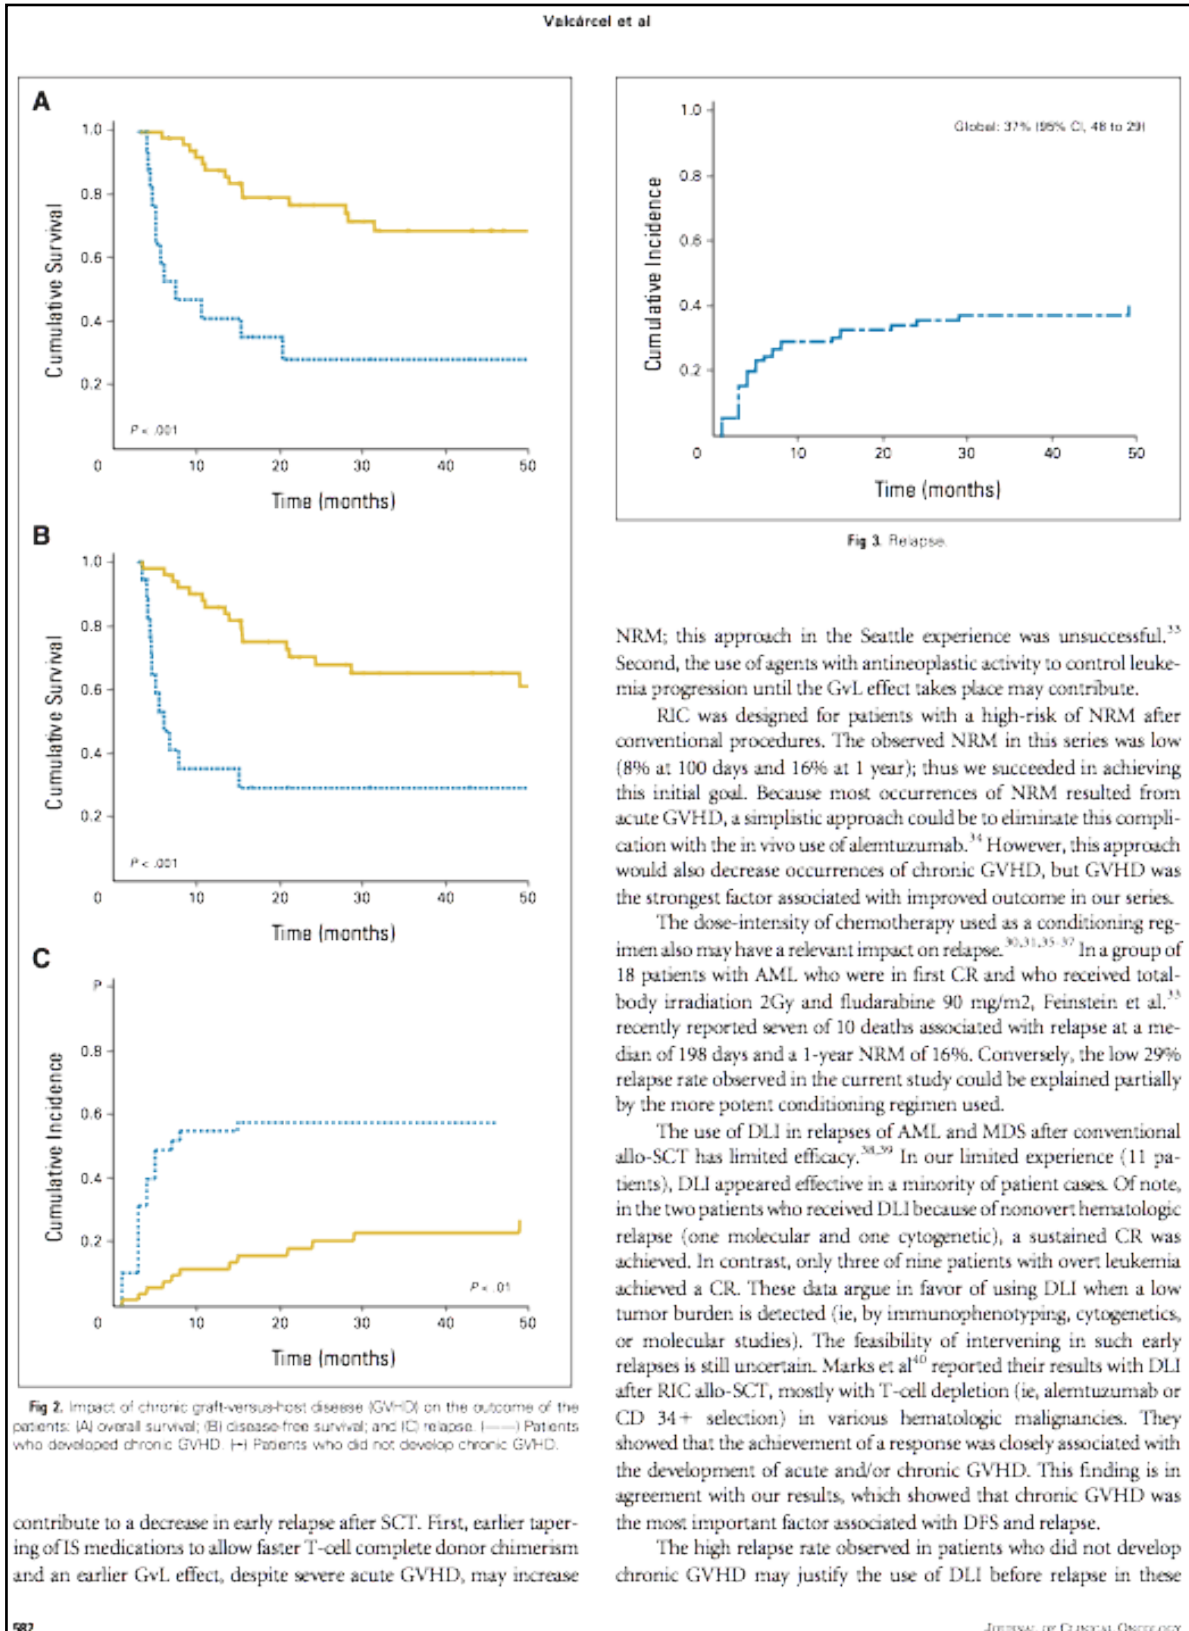 Valcárcel et al
A
1.0
0.8
0.6
0.4
0.2
Cumulative Survival
P < .001
0 10 20 30 40 50
Time (months)
B
1.0
0.8
0.6
0.4
0.2
Cumulative Survival
P < .001
0 10 20 30 40 50
Time (months)
C
P
0.8
0.6
0.4
0.2
Cumulative Incidence
P < .01
0 10 20 30 40 50
Time (months)
Fig 2. Impact of chronic graft-versus-host disease (GVHD) on the outcome of the
patients: (A) overall survival; (B) disease-free survival; and (C) relapse. (——) Patients
who developed chronic GVHD. (–) Patients who did not develop chronic GVHD.
contribute to a decrease in early relapse after SCT. First, earlier taper-
ing of IS medications to allow faster T-cell complete donor chimerism
and an earlier GvL effect, despite severe acute GVHD, may increase
1.0
0.8
0.6
0.4
0.2
Cumulative Incidence
Global: 37% (95% CI, 48 to 29)
0 10 20 30 40 50
Time (months)
Fig 3. Relapse.
NRM; this approach in the Seattle experience was unsuccessful.33
Second, the use of agents with antineoplastic activity to control leuke-
mia progression until the GvL effect takes place may contribute.
RIC was designed for patients with a high-risk of NRM after
conventional procedures. The observed NRM in this series was low
(8% at 100 days and 16% at 1 year); thus we succeeded in achieving
this initial goal. Because most occurrences of NRM resulted from
acute GVHD, a simplistic approach could be to eliminate this compli-
cation with the in vivo use of alemtuzumab.34 However, this approach
would also decrease occurrences of chronic GVHD, but GVHD was
the strongest factor associated with improved outcome in our series.
The dose-intensity of chemotherapy used as a conditioning reg-
imen also may have a relevant impact on relapse.30,31,35-37 In a group of
18 patients with AML who were in first CR and who received total-
body irradiation 2Gy and fludarabine 90 mg/m2, Feinstein et al.33
recently reported seven of 10 deaths associated with relapse at a me-
dian of 198 days and a 1-year NRM of 16%. Conversely, the low 29%
relapse rate observed in the current study could be explained partially
by the more potent conditioning regimen used.
The use of DLI in relapses of AML and MDS after conventional
allo-SCT has limited efficacy.38,39 In our limited experience (11 pa-
tients), DLI appeared effective in a minority of patient cases. Of note,
in the two patients who received DLI because of nonovert hematologic
relapse (one molecular and one cytogenetic), a sustained CR was
achieved. In contrast, only three of nine patients with overt leukemia
achieved a CR. These data argue in favor of using DLI when a low
tumor burden is detected (ie, by immunophenotyping, cytogenetics,
or molecular studies). The feasibility of intervening in such early
relapses is still uncertain. Marks et al40 reported their results with DLI
after RIC allo-SCT, mostly with T-cell depletion (ie, alemtuzumab or
CD 34+ selection) in various hematologic malignancies. They
showed that the achievement of a response was closely associated with
the development of acute and/or chronic GVHD. This finding is in
agreement with our results, which showed that chronic GVHD was
the most important factor associated with DFS and relapse.
The high relapse rate observed in patients who did not develop
chronic GVHD may justify the use of DLI before relapse in these
582
JOURNAL OF CLINICAL ONCOLOGY